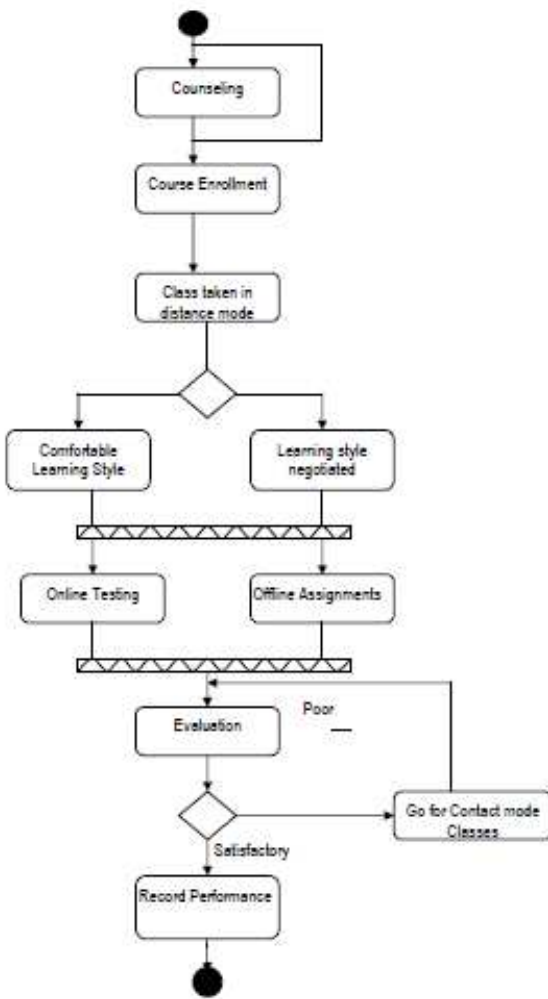 Counseling
Course Enrollment
Class taken in
distance mode
Comfortable
Learning Style
Learning style
negotiated
Online Testing
Offline Assignments
Poor
Evaluation
Go for Contact mode
Classes
Satisfactory
Record Performance